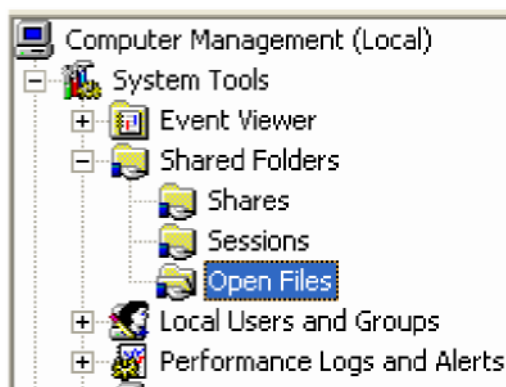 Computer Management (Local)
System Tools
Event Viewer
Shared Folders
Shares
Sessions
Open Files
Local Users and Groups
Performance Logs and Alerts